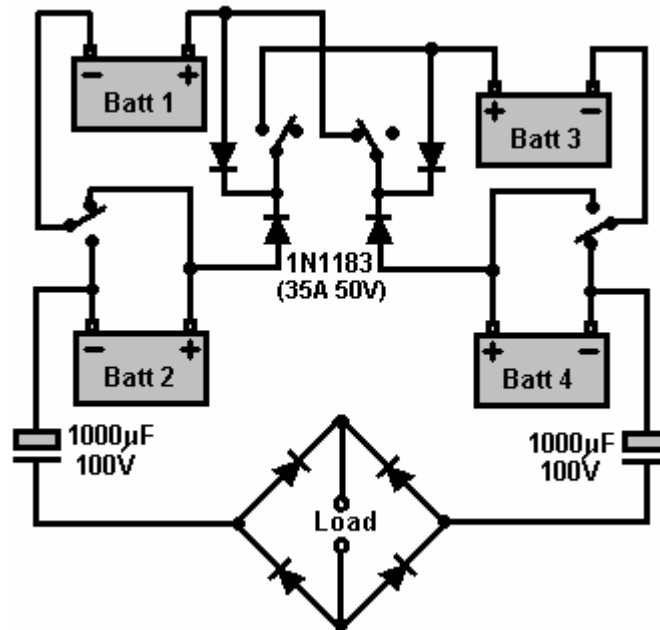 − +
Batt 1
+ −
Batt 3
1N1183
(35A 50V)
− +
Batt 2
+ −
Batt 4
1000µF
100V
1000µF
100V
Load